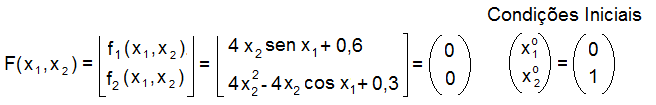 Condições Iniciais
F(x₁,x₂) = [f₁(x₁,x₂) f₂(x₁,x₂)] = [4 x₂ sen x₁ + 0,6 4x₂² - 4x₂ cos x₁ + 0,3] = (0 0) (x₁⁰ x₂⁰) = (0 1)